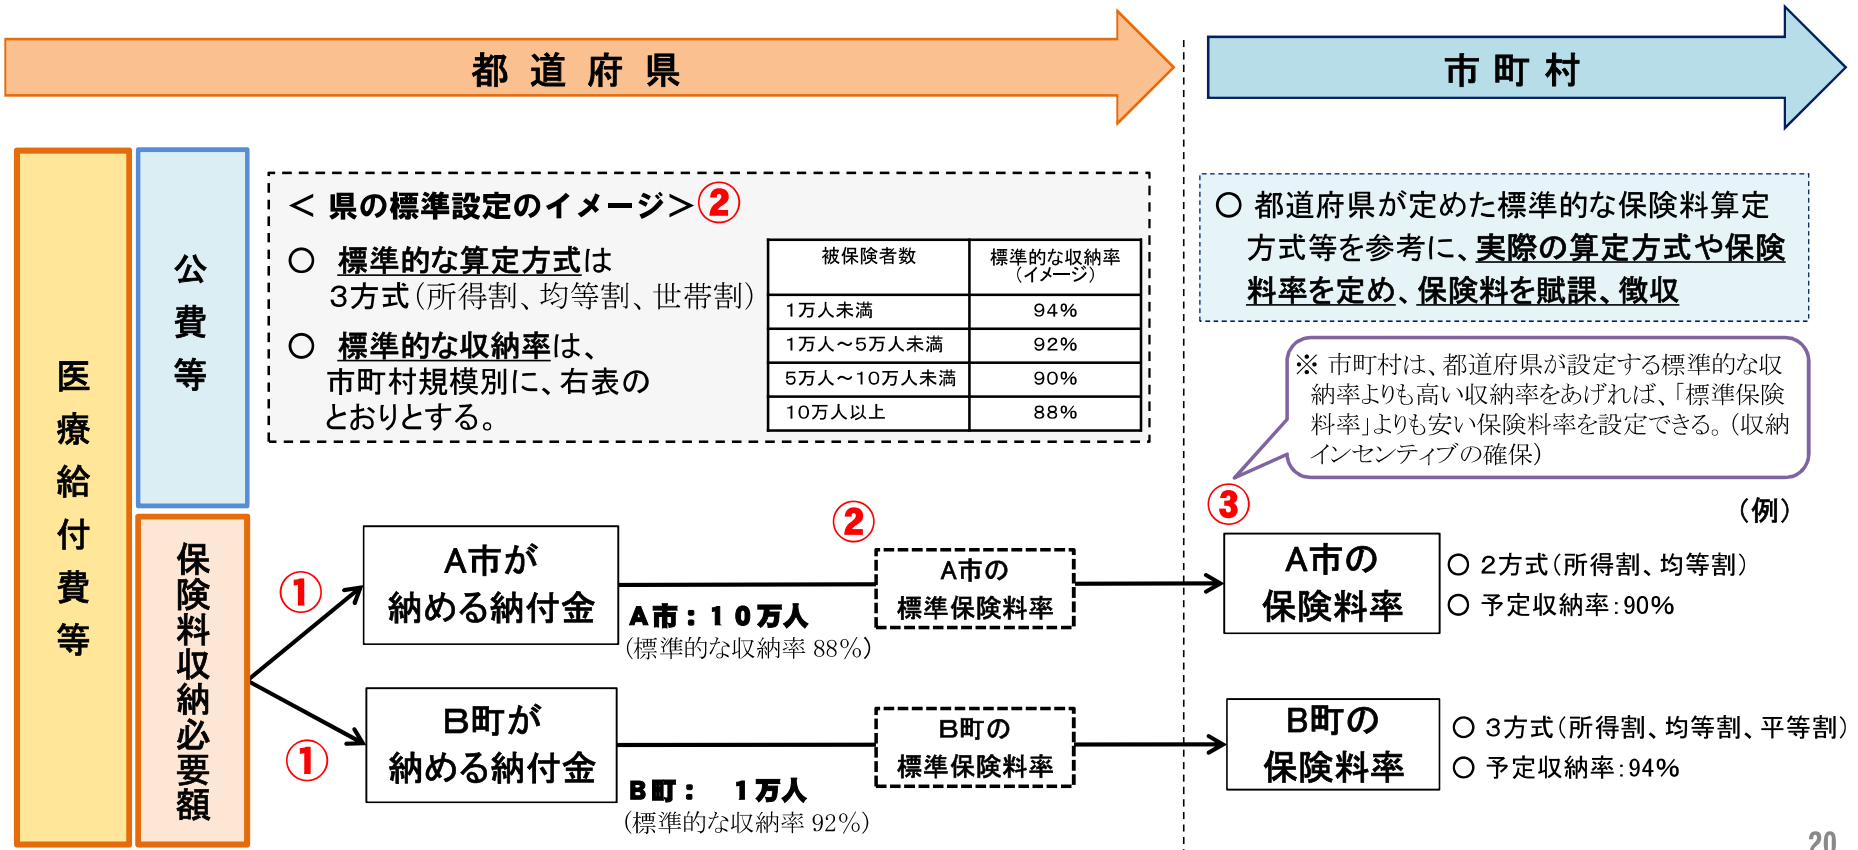 都道府県
市町村
医療給付費等
公費等
保険料収納必要額
＜県の標準設定のイメージ＞②
○ 標準的な算定方式は
３方式(所得割、均等割、世帯割)
○ 標準的な収納率は、
市町村規模別に、右表の
とおりとする。
被保険者数 標準的な収納率
(イメージ)
1万人未満 94%
1万人～5万人未満 92%
5万人～10万人未満 90%
10万人以上 88%
○ 都道府県が定めた標準的な保険料算定
方式等を参考に、実際の算定方式や保険
料率を定め、保険料を賦課、徴収
※ 市町村は、都道府県が設定する標準的な収
納率よりも高い収納率をあげれば、「標準保険
料率」よりも安い保険料率を設定できる。(収納
インセンティブの確保)
①
A市が
納める納付金
A市：１０万人
(標準的な収納率 88%)
②
A市の
標準保険料率
③
A市の
保険料率
(例)
○ 2方式(所得割、均等割)
○ 予定収納率：90%
①
B町が
納める納付金
B町： １万人
(標準的な収納率 92%)
B町の
標準保険料率
B町の
保険料率
○ 3方式(所得割、均等割、平等割)
○ 予定収納率：94%
20